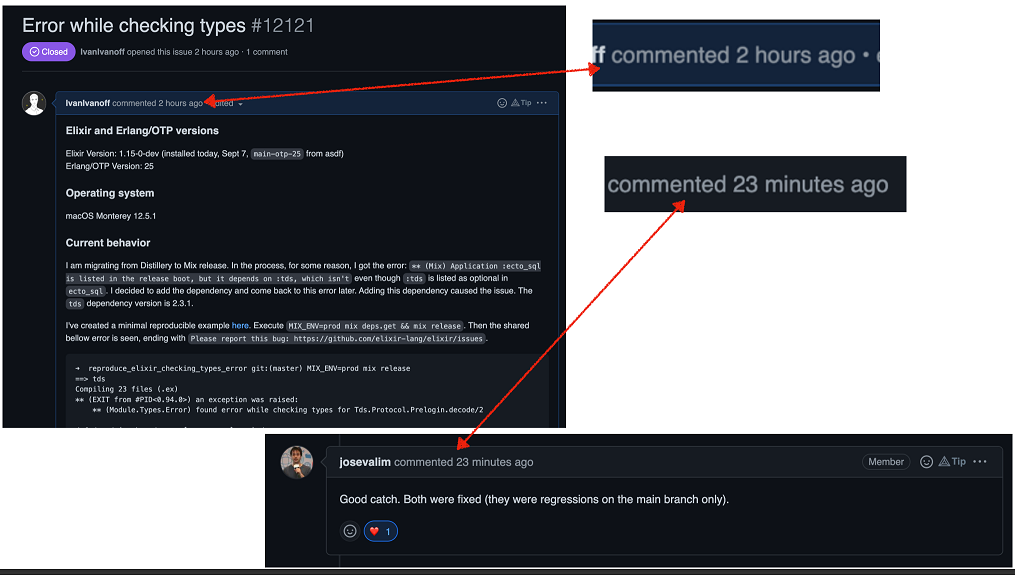 Error while checking types #12121
Closed IvanIvanoff opened this issue 2 hours ago · 1 comment
IvanIvanoff commented 2 hours ago
Tip
Elixir and Erlang/OTP versions
Elixir Version: 1.15-0-dev (installed today, Sept 7, main-otp-25 from asdf)
Erlang/OTP Version: 25
Operating system
macOS Monterey 12.5.1
Current behavior
I am migrating from Distillery to Mix release. In the process, for some reason, I got the error: ** (Mix) Application :ecto_sql
is listed in the release boot, but it depends on :tds, which isn't even though :tds is listed as optional in
ecto_sql. I decided to add the dependency and come back to this error later. Adding this dependency caused the issue. The
tds dependency version is 2.3.1.
I've created a minimal reproducible example here. Execute MIX_ENV=prod mix deps.get && mix release. Then the shared
bellow error is seen, ending with Please report this bug: https://github.com/elixir-lang/elixir/issues.
→ reproduce_elixir_checking_types_error git:(master) MIX_ENV=prod mix release
==> tds
Compiling 23 files (.ex)
** (EXIT from #PID<0.94.0>) an exception was raised:
** (Module.Types.Error) found error while checking types for Tds.Protocol.Prelogin.decode/2
ff commented 2 hours ago •
commented 23 minutes ago
josevalim commented 23 minutes ago
Member
Tip
Good catch. Both were fixed (they were regressions on the main branch only).
1